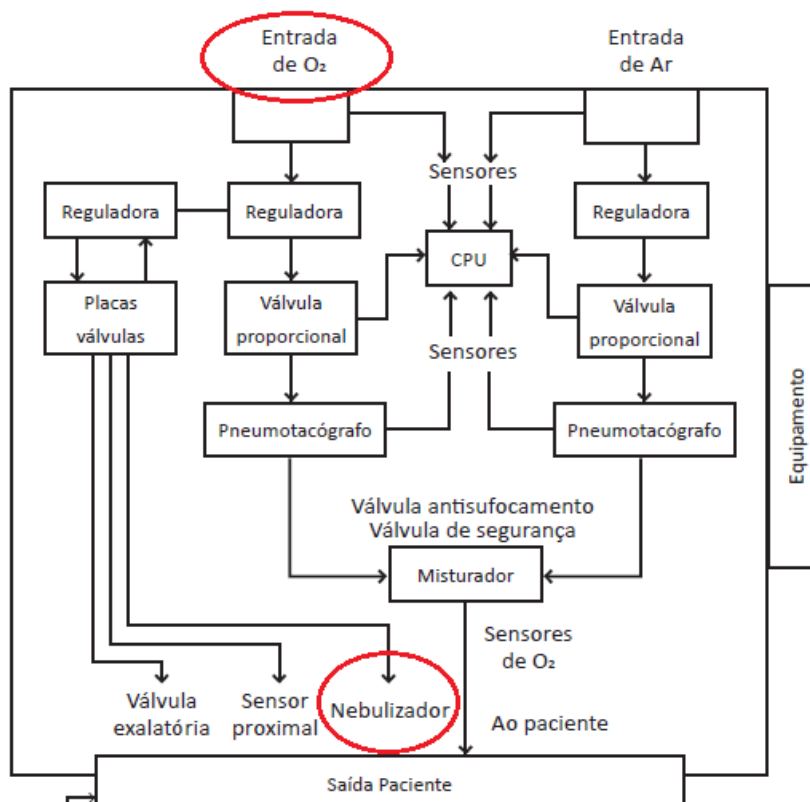 Entrada
de O₂
Entrada
de Ar
Sensores
Reguladora
Reguladora
Reguladora
CPU
Placas
válvulas
Válvula
proporcional
Válvula
proporcional
Sensores
Pneumotacógrafo
Pneumotacógrafo
Equipamento
Válvula antisufocamento
Válvula de segurança
Misturador
Sensores
de O₂
Válvula
exalatória
Sensor
proximal
Nebulizador
Ao paciente
Saída Paciente